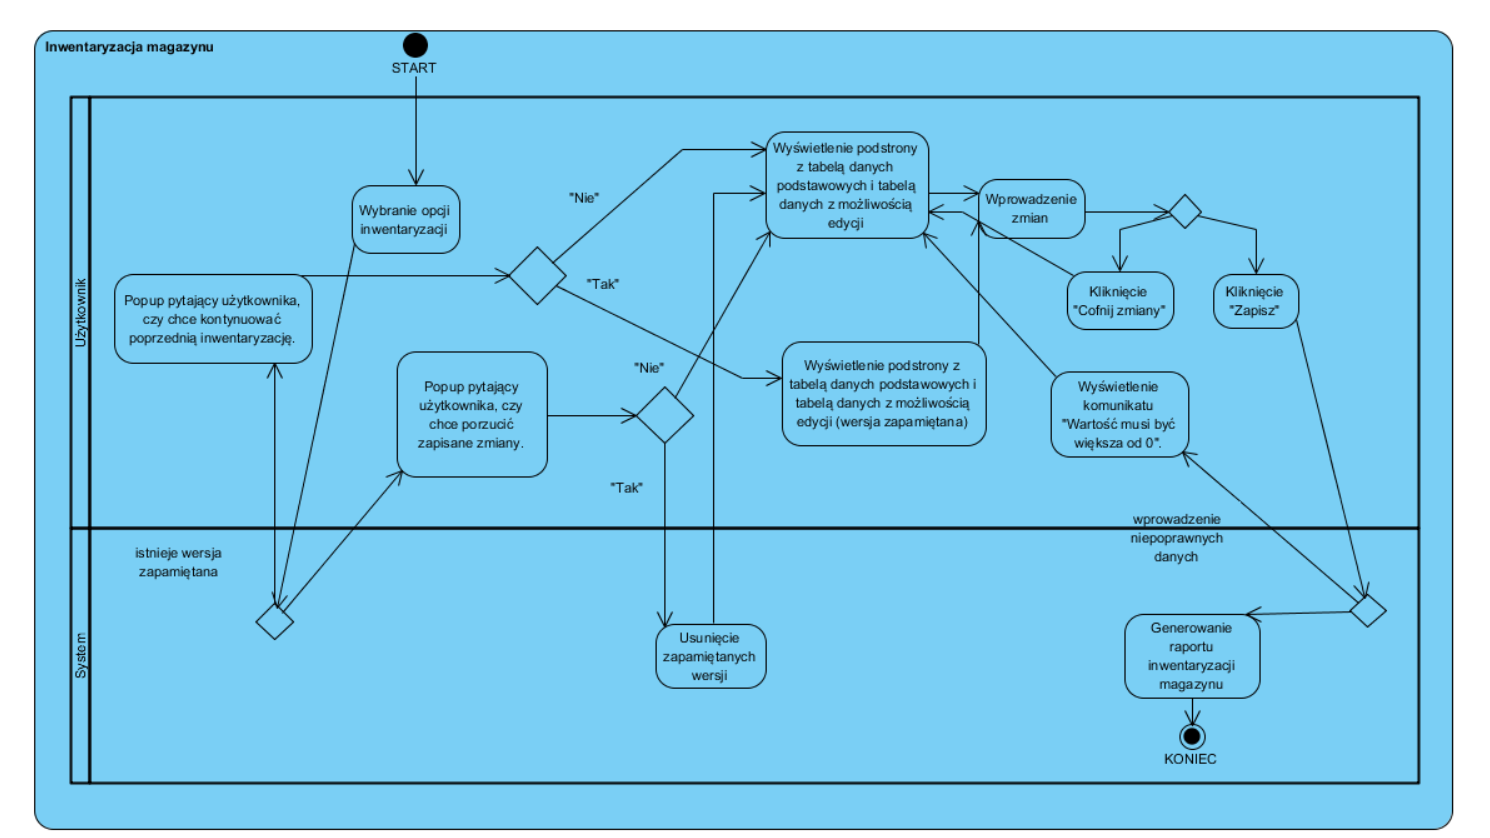 Inwentaryzacja magazynu
START
Użytkownik
Wybranie opcji
inwentaryzacji
Popup pytający użytkownika,
czy chce kontynuować
poprzednią inwentaryzację.
"Nie"
"Tak"
Wyświetlenie podstrony
z tabelą danych
podstawowych i tabelą
danych z możliwością
edycji
Wprowadzenie
zmian
Kliknięcie
"Cofnij zmiany"
Kliknięcie
"Zapisz"
Popup pytający
użytkownika, czy
chce porzucić
zapisane zmiany.
"Nie"
"Tak"
Wyświetlenie podstrony z
tabelą danych podstawowych i
tabelą danych z możliwością
edycji (wersja zapamiętana)
Wyświetlenie
komunikatu
"Wartość musi być
większa od 0".
System
istnieje wersja
zapamiętana
wprowadzenie
niepoprawnych
danych
Usunięcie
zapamiętanych
wersji
Generowanie
raportu
inwentaryzacji
magazynu
KONIEC